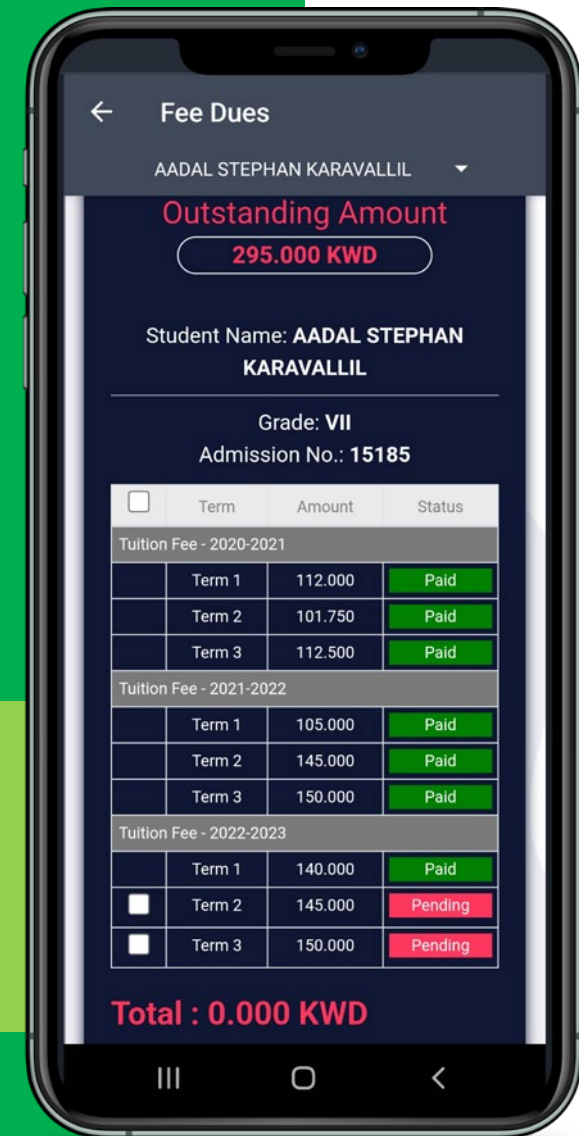 Fee Dues
AADAL STEPHAN KARAVALLIL
Outstanding Amount
295.000 KWD
Student Name: AADAL STEPHAN
KARAVALLIL
Grade: VII
Admission No.: 15185
Term Amount Status
Tuition Fee - 2020-2021
Term 1 112.000 Paid
Term 2 101.750 Paid
Term 3 112.500 Paid
Tuition Fee - 2021-2022
Term 1 105.000 Paid
Term 2 145.000 Paid
Term 3 150.000 Paid
Tuition Fee - 2022-2023
Term 1 140.000 Paid
Term 2 145.000 Pending
Term 3 150.000 Pending
Total : 0.000 KWD